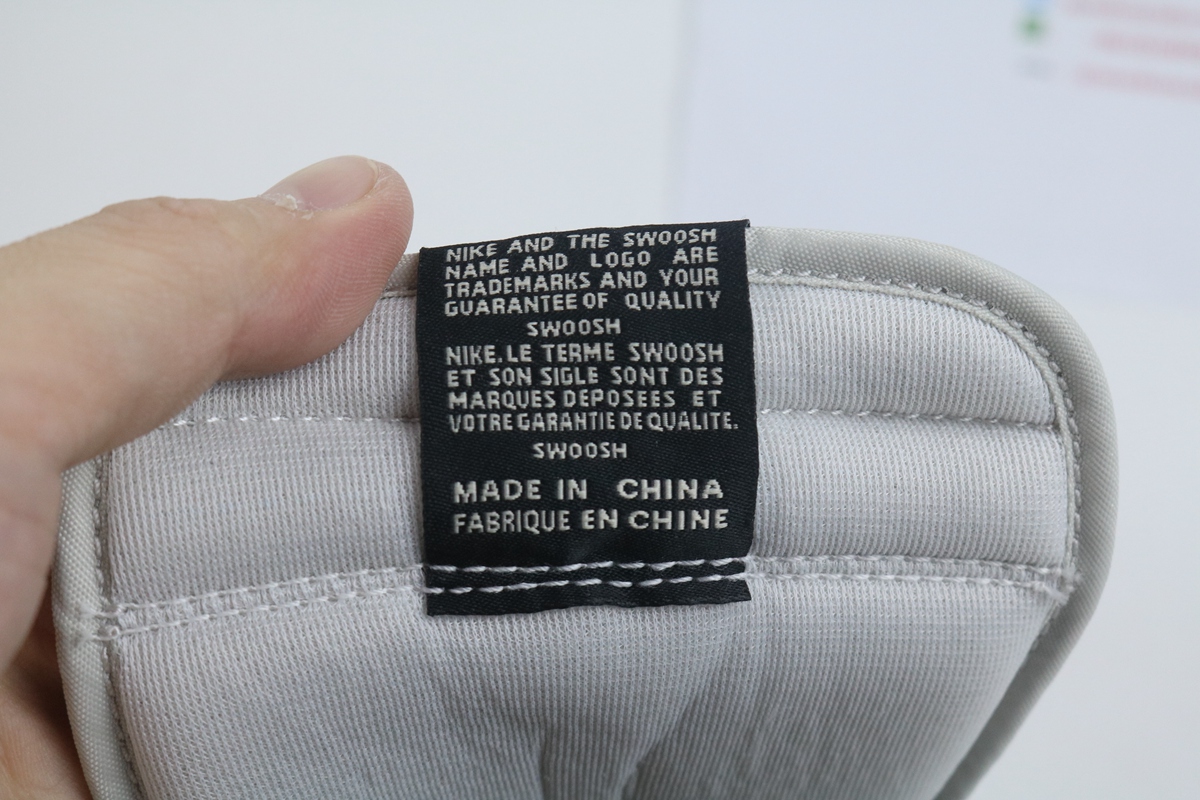 NIKE AND THE SWOOSH
NAME AND LOGO ARE
TRADEMARKS AND YOUR
GUARANTEE OF QUALITY
SWOOSH
NIKE. LE TERME SWOOSH
ET SON SIGLE SONT DES
MARQUES DEPOSEES ET
VOTRE GARANTIE DE QUALITE.
SWOOSH
MADE IN CHINA
FABRIQUE EN CHINE